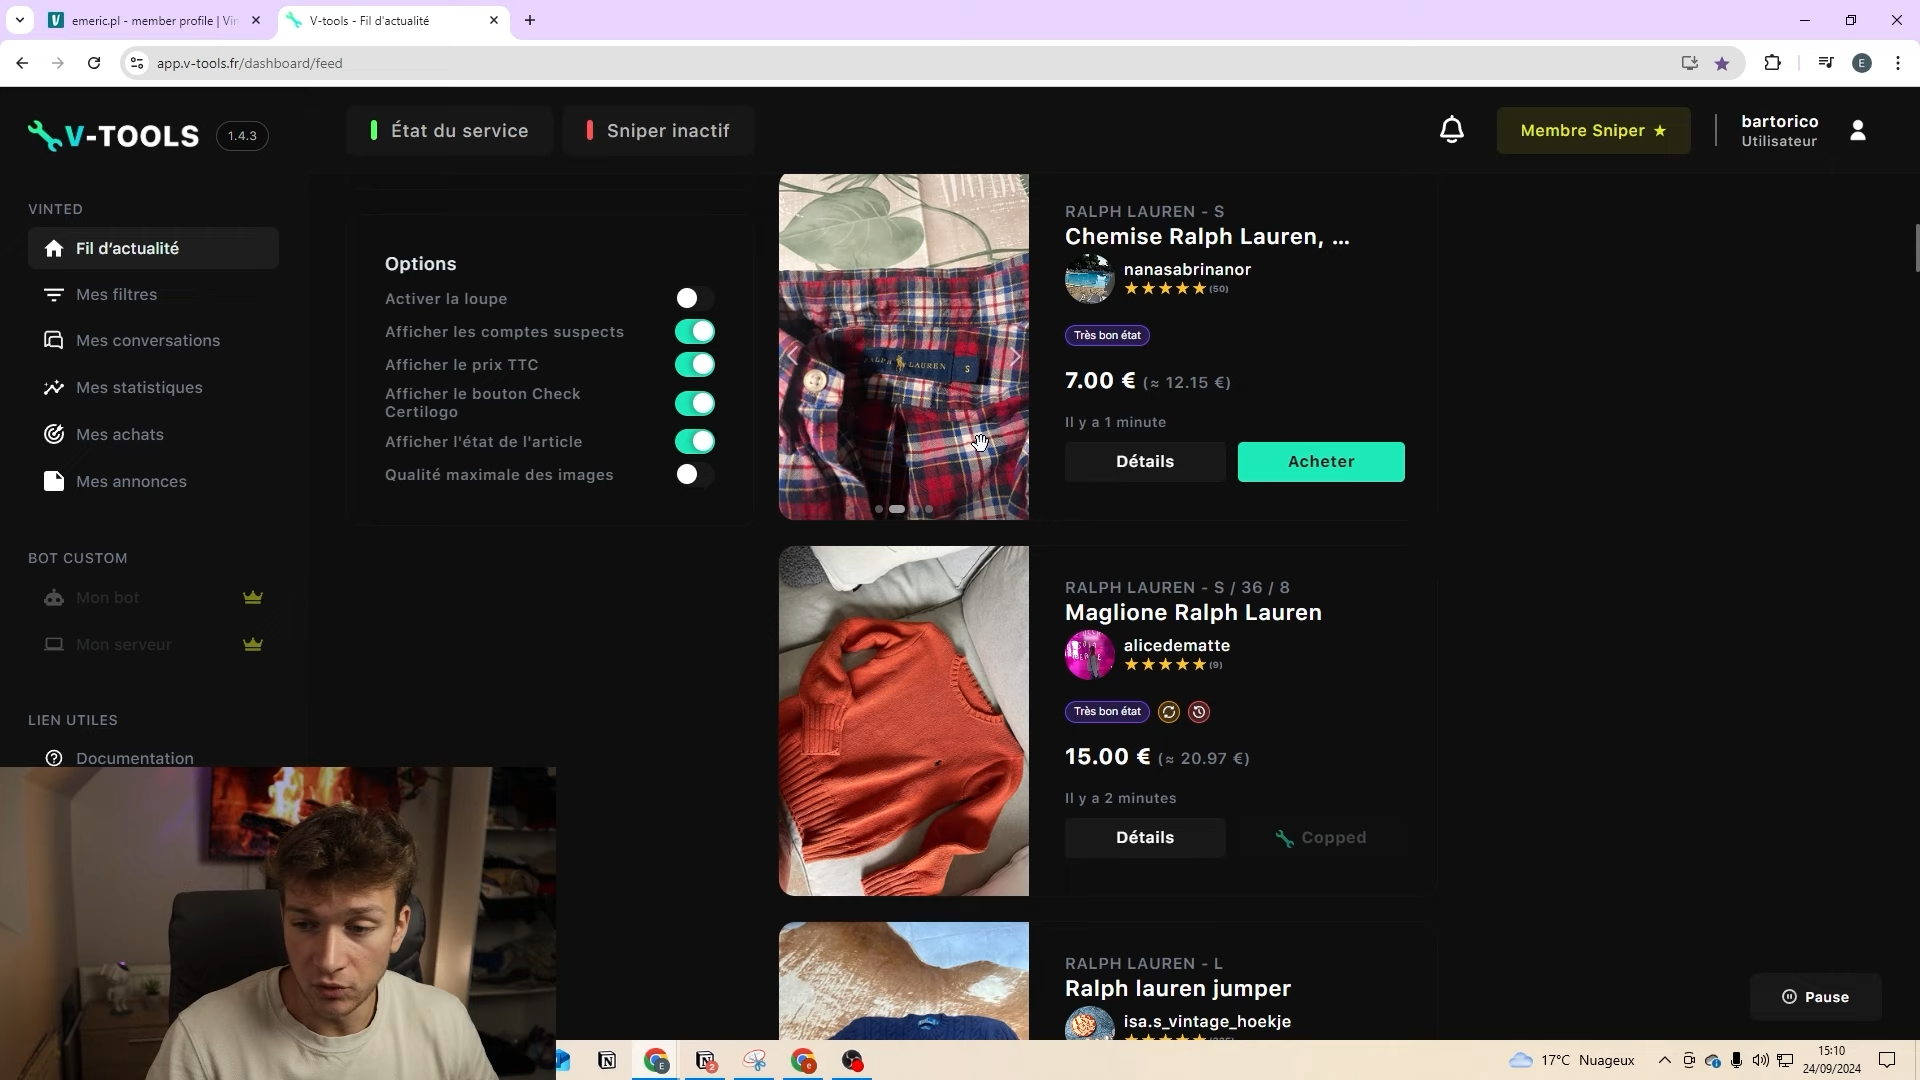 emeric.pl - member profile | Vin
V-tools - Fil d'actualité
app.v-tools.fr/dashboard/feed
E
V-TOOLS
1.4.3
État du service
Sniper inactif
Membre Sniper ★
bartorico
Utilisateur
VINTED
Fil d'actualité
Mes filtres
Mes conversations
Mes statistiques
Mes achats
Mes annonces
BOT CUSTOM
Mon bot
Mon serveur
LIEN UTILES
Documentation
Options
Activer la loupe
Afficher les comptes suspects
Afficher le prix TTC
Afficher le bouton Check
Certilogo
Afficher l'état de l'article
Qualité maximale des images
RALPH LAUREN S
RALPH LAUREN - S
Chemise Ralph Lauren, ...
nanasabrinanor
★★★★★ (50)
Très bon état
7.00 € (≈ 12.15 €)
Il y a 1 minute
Détails
Acheter
RALPH LAUREN - S / 36 / 8
Maglione Ralph Lauren
alicedematte
★★★★★ (9)
Très bon état
15.00 € (≈ 20.97 €)
Il y a 2 minutes
Détails
Copped
RALPH LAUREN - L
Ralph lauren jumper
isa.s_vintage_hoekje
Pause
17°C Nuageux
15:10
24/09/2024